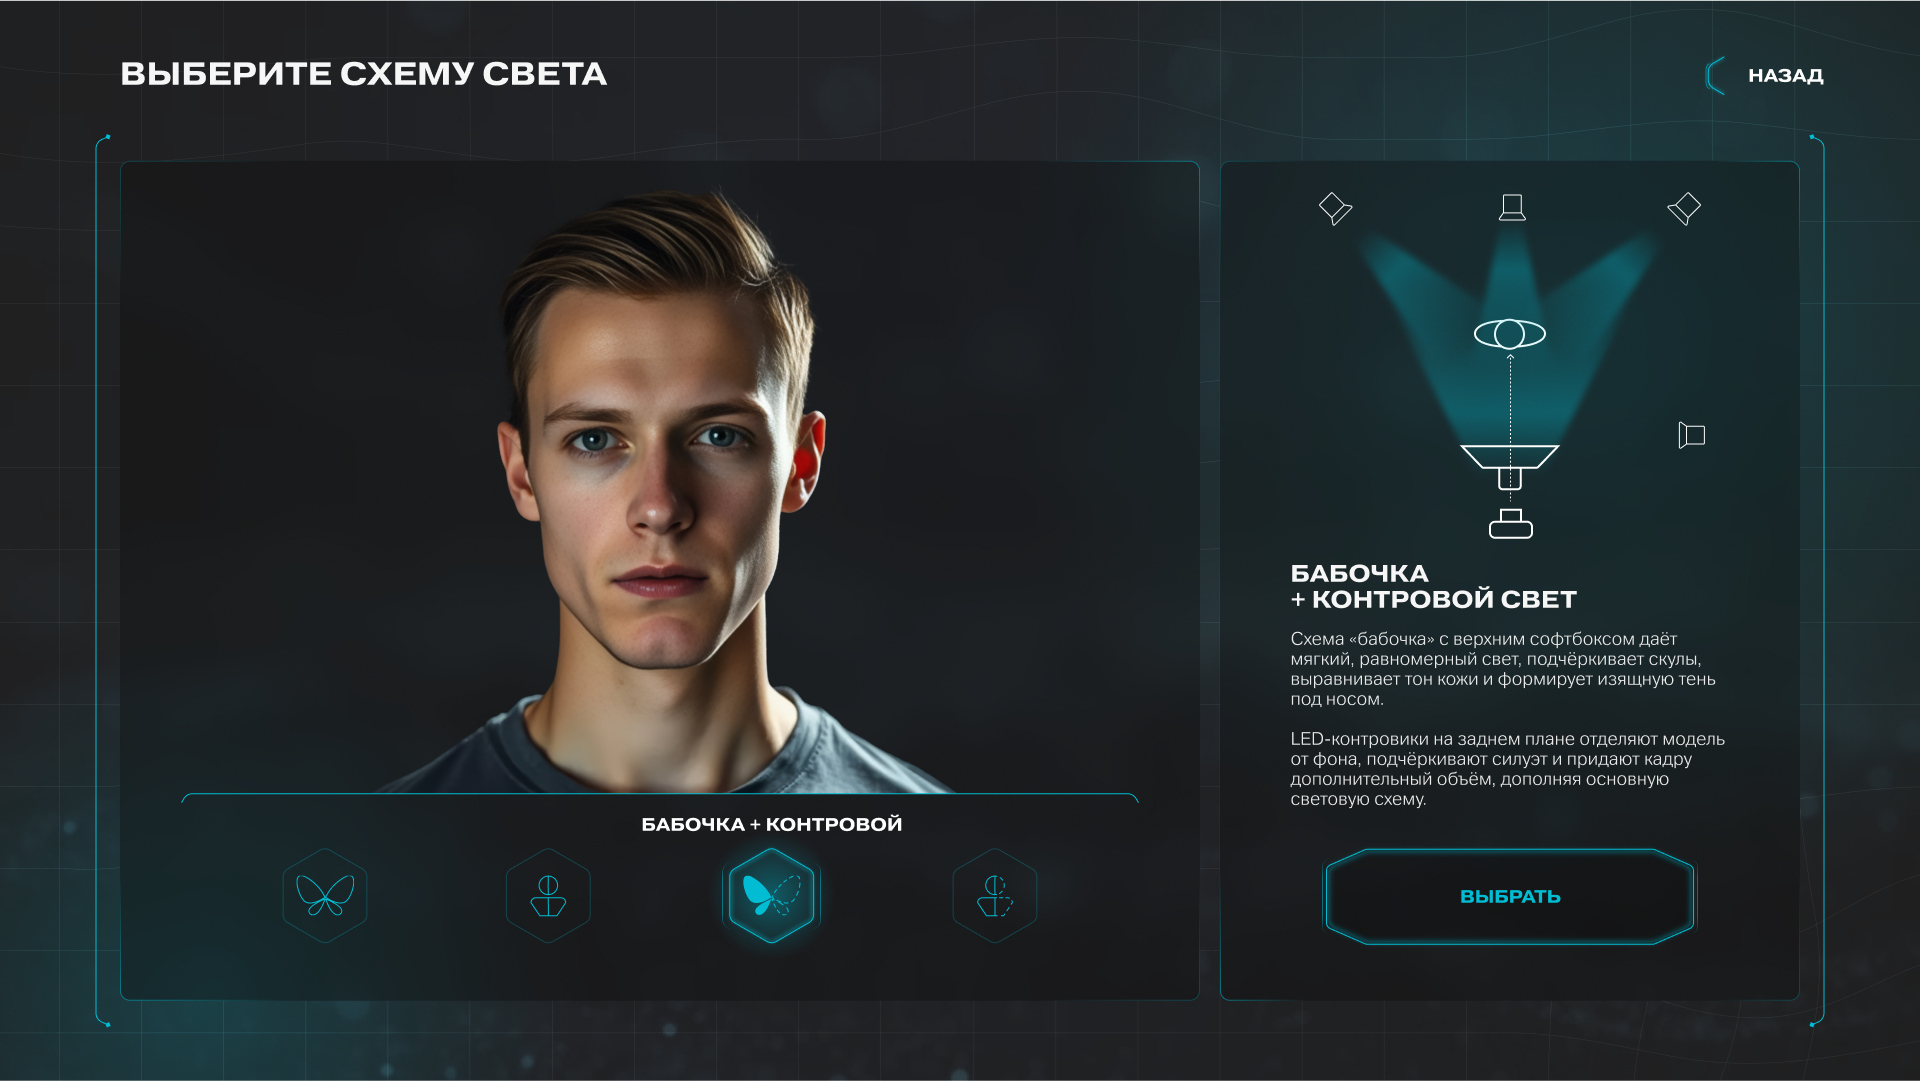 ВЫБЕРИТЕ СХЕМУ СВЕТА
НАЗАД
БАБОЧКА + КОНТРОВОЙ
БАБОЧКА
+ КОНТРОВОЙ СВЕТ
Схема «бабочка» с верхним софтбоксом даёт
мягкий, равномерный свет, подчёркивает скулы,
выравнивает тон кожи и формирует изящную тень
под носом.
LED-контровики на заднем плане отделяют модель
от фона, подчёркивают силуэт и придают кадру
дополнительный объём, дополняя основную
световую схему.
ВЫБРАТЬ